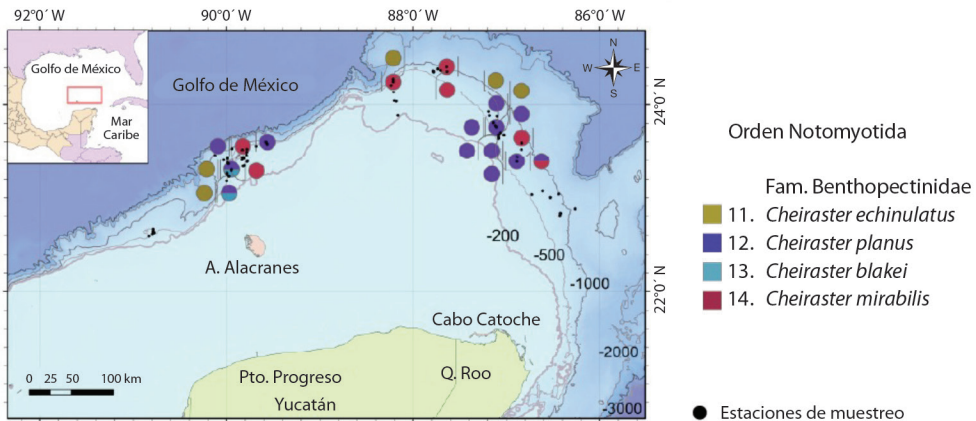 92°0´ W 90°0´ W 88°0´ W 86°0´ W
Golfo de México
Mar
Caribe
Golfo de México
N
W E
S
24°0´ N
22°0´ N
A. Alacranes
-200
-500
-1000
-2000
-3000
Cabo Catoche
Pto. Progreso
Yucatán
Q. Roo
0 25 50 100 km
Orden Notomyotida
Fam. Benthopectinidae
11. Cheiraster echinulatus
12. Cheiraster planus
13. Cheiraster blakei
14. Cheiraster mirabilis
Estaciones de muestreo